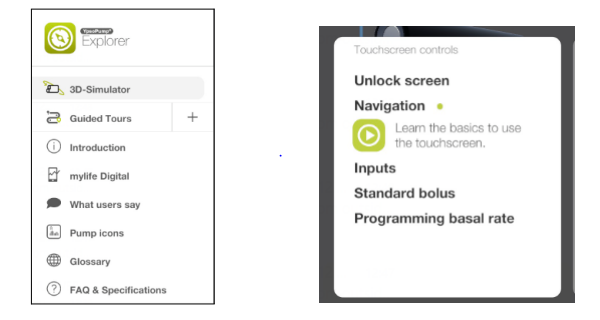 YpsoPump®
Explorer
3D-Simulator
Guided Tours +
Introduction
mylife Digital
What users say
Pump icons
Glossary
FAQ & Specifications
Touchscreen controls
Unlock screen
Navigation
Learn the basics to use
the touchscreen.
Inputs
Standard bolus
Programming basal rate